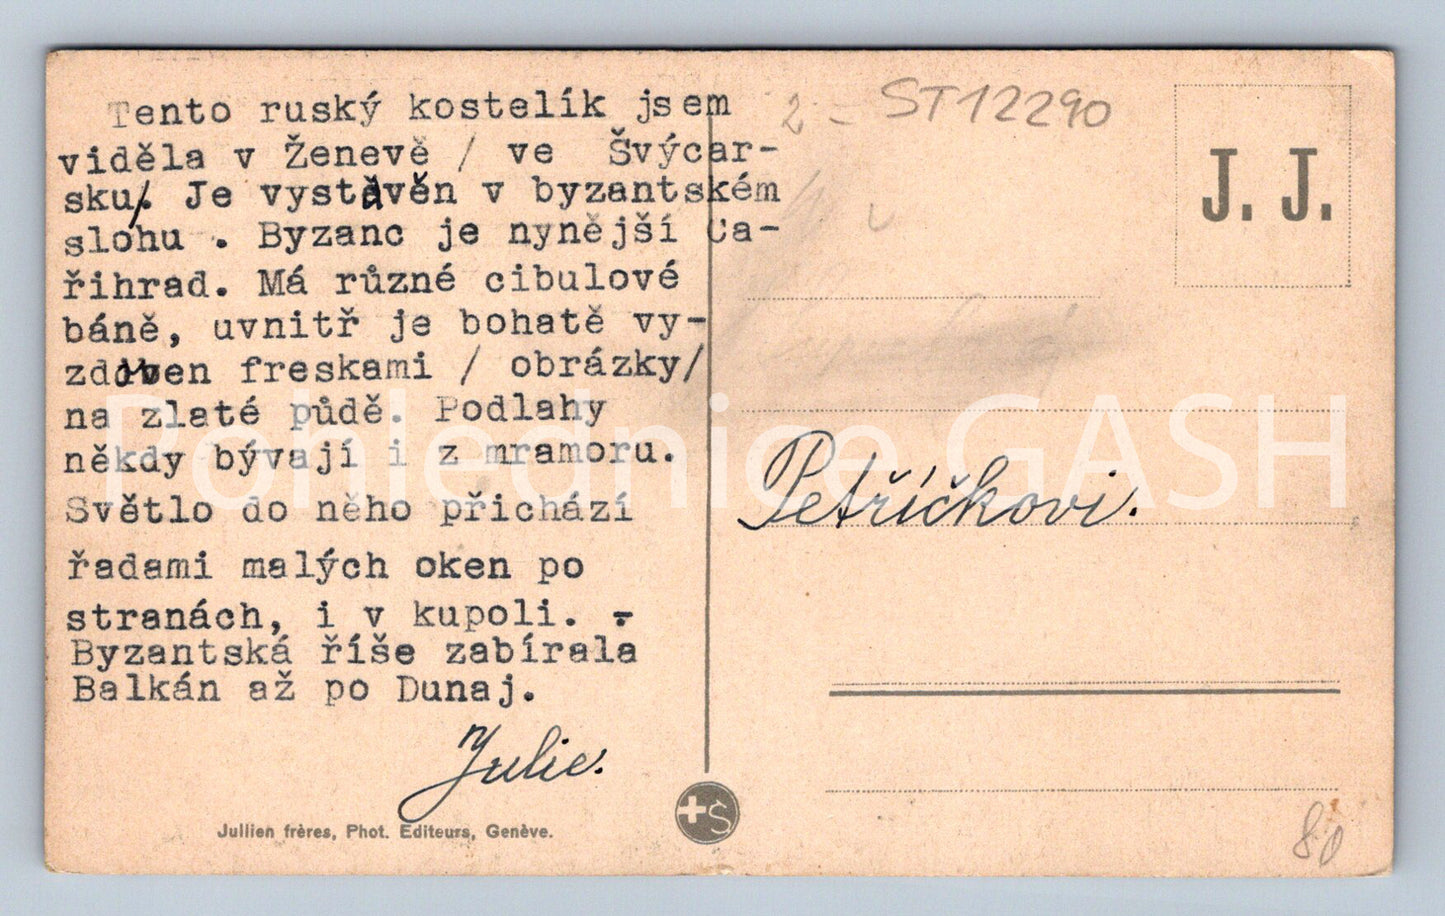 Tento ruský kostelík jsem
viděla v Ženevě / ve Švýcar-
sku/. Je vystavěn v byzantském
slohu . Byzanc je nynější Ca-
řihrad. Má různé cibulové
báně, uvnitř je bohatě vy-
zdoben freskami / obrázky/
na zlaté půdě. Podlahy
někdy bývají i z mramoru.
Světlo do něho přichází
řadami malých oken po
stranách, i v kupoli. -
Byzantská říše zabírala
Balkán až po Dunaj.
Julie.
Jullien frères, Phot. Editeurs, Genève.
S
2 - ST12290
J. J.
Petříčkovi.
80
Pohlednice GASH